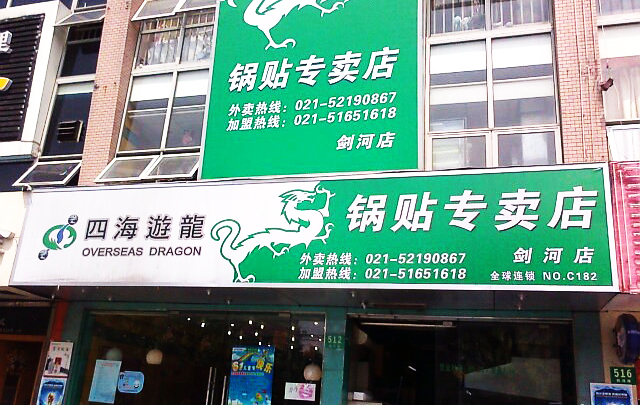 锅贴专卖店
外卖热线：021-52190867
加盟热线：021-51651618
剑河店
四海遊龍
OVERSEAS DRAGON
锅贴专卖店
外卖热线：021-52190867
加盟热线：021-51651618
剑河店
全球连锁 NO.C182
512
516